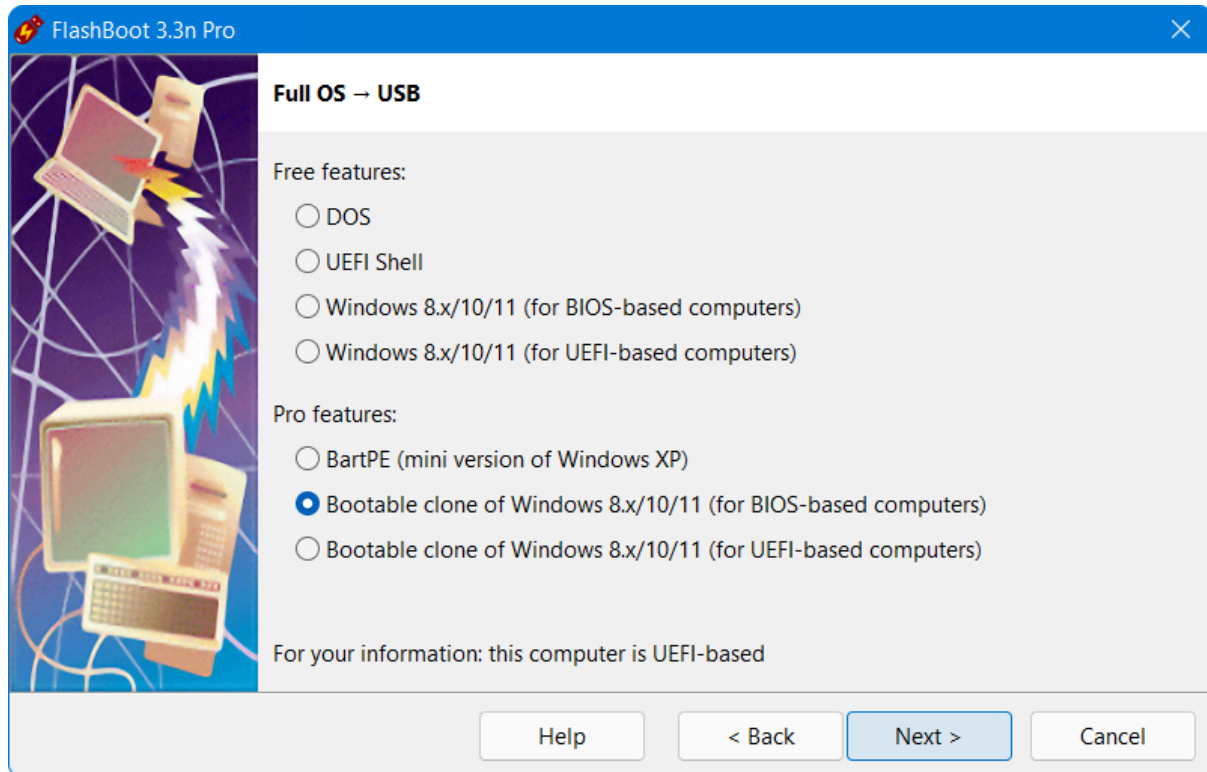 FlashBoot 3.3n Pro
Full OS → USB
Free features:
DOS
UEFI Shell
Windows 8.x/10/11 (for BIOS-based computers)
Windows 8.x/10/11 (for UEFI-based computers)
Pro features:
BartPE (mini version of Windows XP)
Bootable clone of Windows 8.x/10/11 (for BIOS-based computers)
Bootable clone of Windows 8.x/10/11 (for UEFI-based computers)
For your information: this computer is UEFI-based
Help < Back Next > Cancel